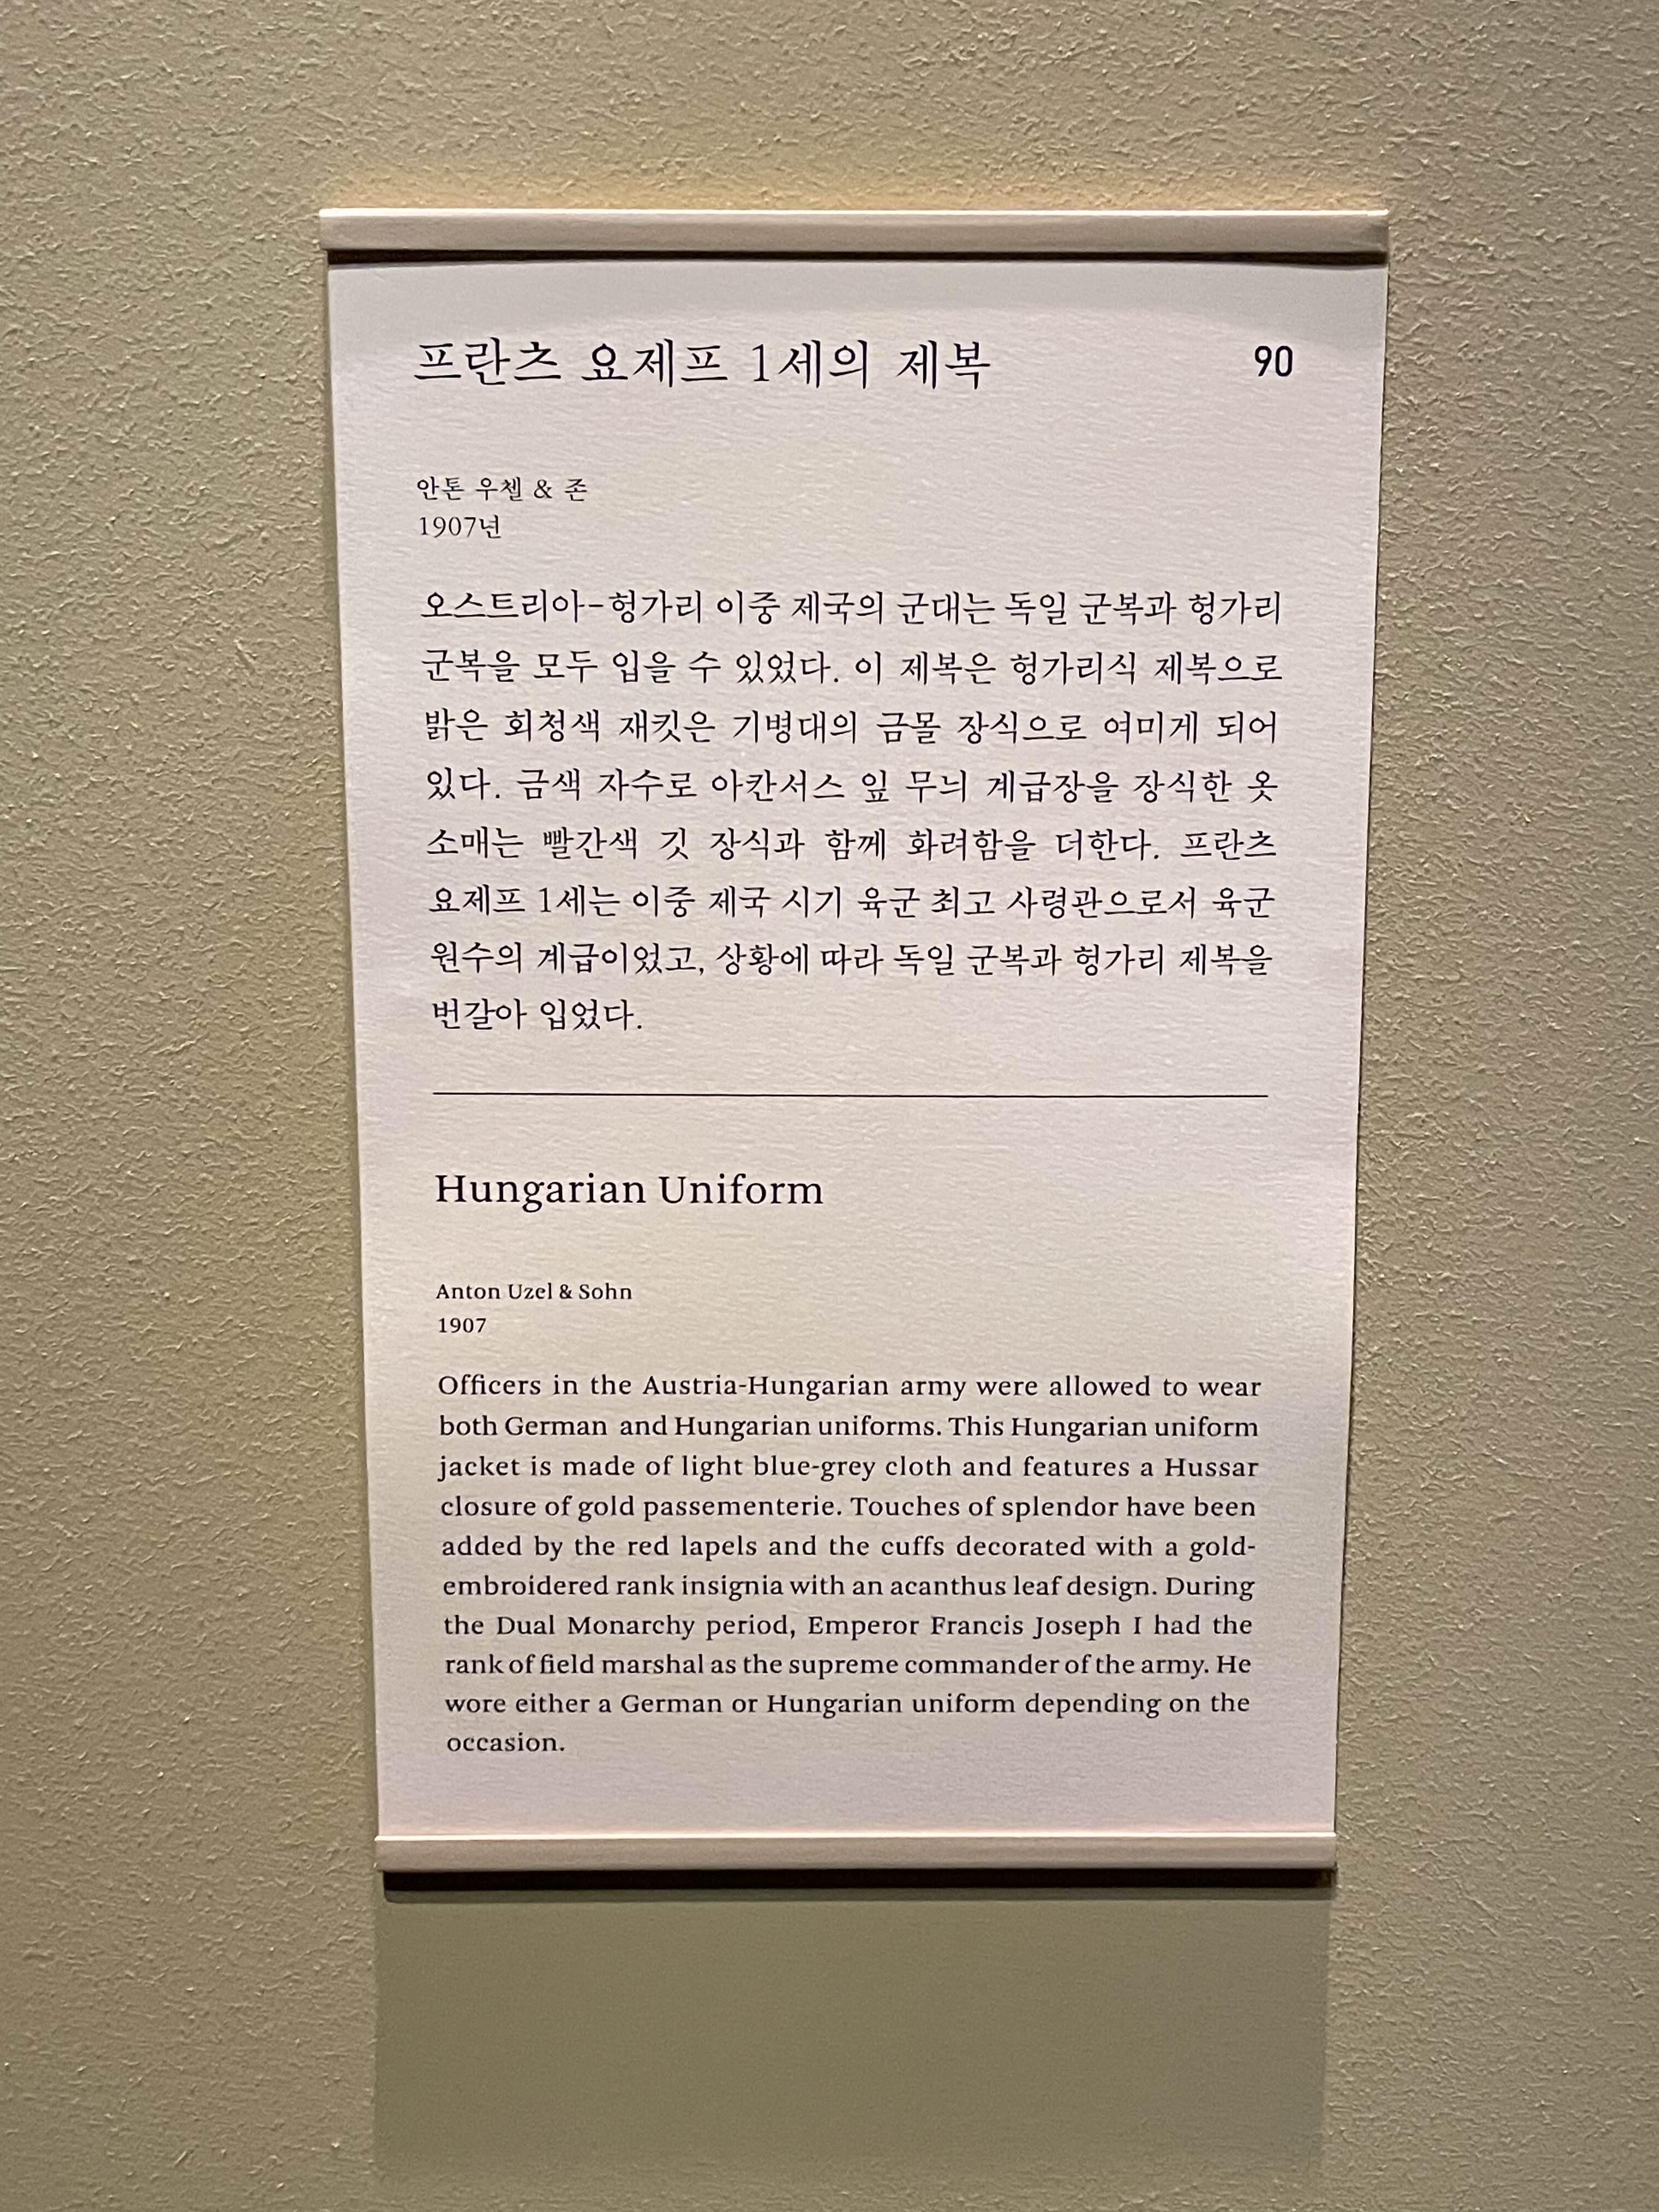 프란츠 요제프 1세의 제복 90
안톤 우첼 & 존
1907년
오스트리아-헝가리 이중 제국의 군대는 독일 군복과 헝가리
군복을 모두 입을 수 있었다. 이 제복은 헝가리식 제복으로
밝은 회청색 재킷은 기병대의 금몰 장식으로 여미게 되어
있다. 금색 자수로 아칸서스 잎 무늬 계급장을 장식한 옷
소매는 빨간색 깃 장식과 함께 화려함을 더한다. 프란츠
요제프 1세는 이중 제국 시기 육군 최고 사령관으로서 육군
원수의 계급이었고, 상황에 따라 독일 군복과 헝가리 제복을
번갈아 입었다.
Hungarian Uniform
Anton Uzel & Sohn
1907
Officers in the Austria-Hungarian army were allowed to wear
both German and Hungarian uniforms. This Hungarian uniform
jacket is made of light blue-grey cloth and features a Hussar
closure of gold passementerie. Touches of splendor have been
added by the red lapels and the cuffs decorated with a gold-
embroidered rank insignia with an acanthus leaf design. During
the Dual Monarchy period, Emperor Francis Joseph I had the
rank of field marshal as the supreme commander of the army. He
wore either a German or Hungarian uniform depending on the
occasion.